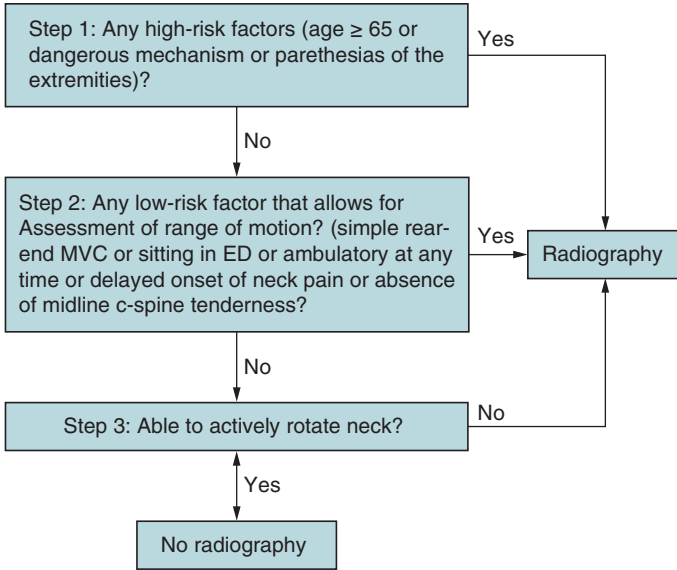 Step 1: Any high-risk factors (age ≥ 65 or
dangerous mechanism or parethesias of the
extremities)?
Yes
No
Step 2: Any low-risk factor that allows for
Assessment of range of motion? (simple rear-
end MVC or sitting in ED or ambulatory at any
time or delayed onset of neck pain or absence
of midline c-spine tenderness?
Yes
Radiography
No
Step 3: Able to actively rotate neck?
No
Yes
No radiography